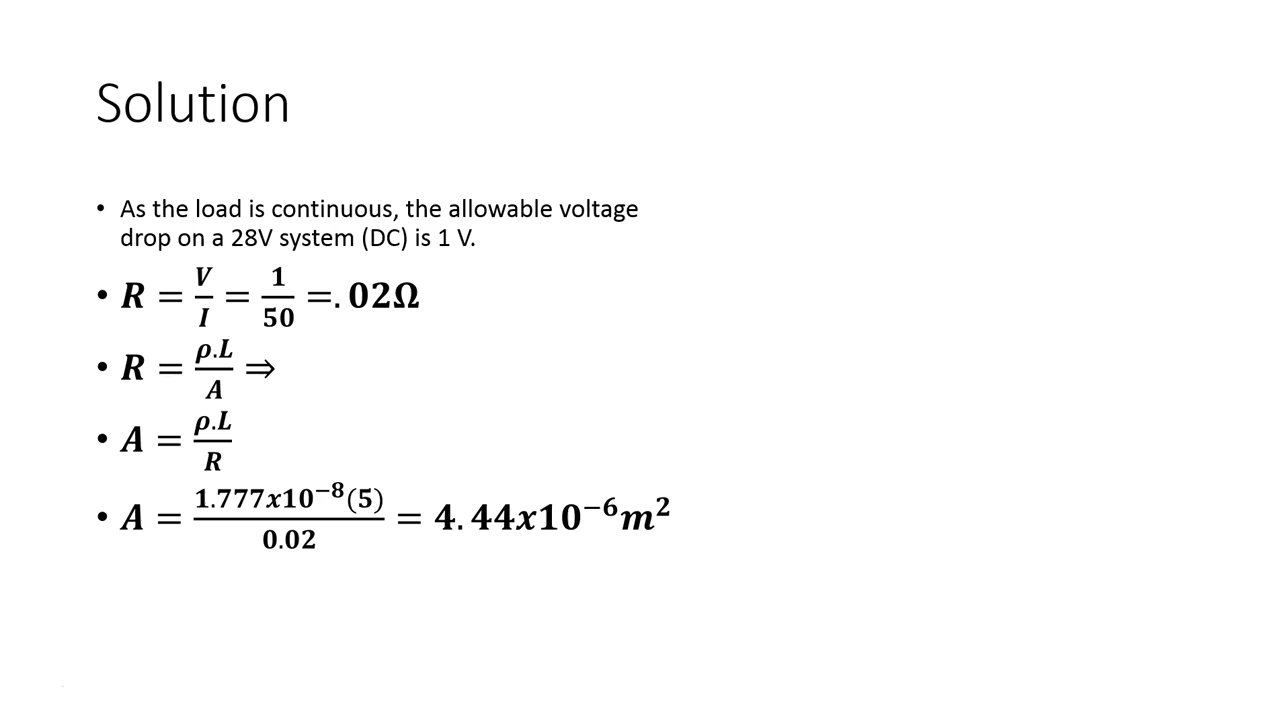 Solution
• As the load is continuous, the allowable voltage
drop on a 28V system (DC) is 1 V.
• R = V/I = 1/50 =. 02Ω
• R = ρ.L/A ⇒
• A = ρ.L/R
• A = 1.777x10⁻⁸(5)/0.02 = 4. 44x10⁻⁶m²